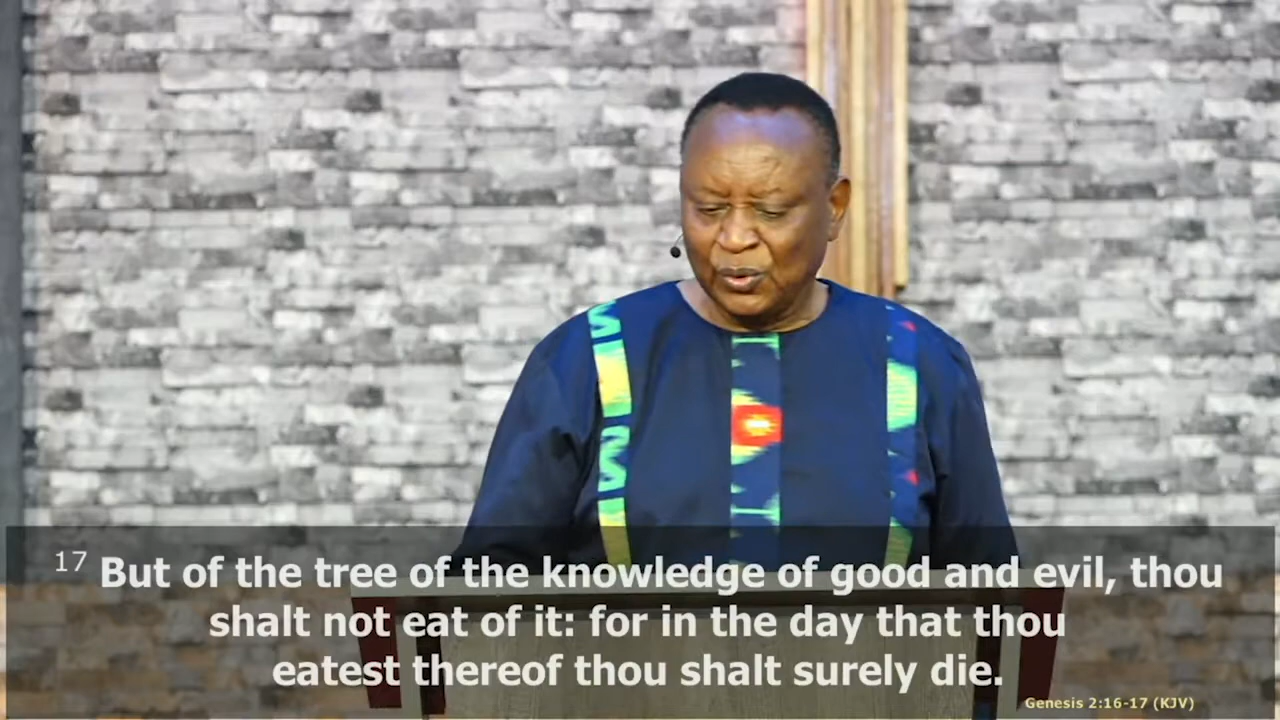 17 But of the tree of the knowledge of good and evil, thou
shalt not eat of it: for in the day that thou
eatest thereof thou shalt surely die.
Genesis 2:16-17 (KJV)